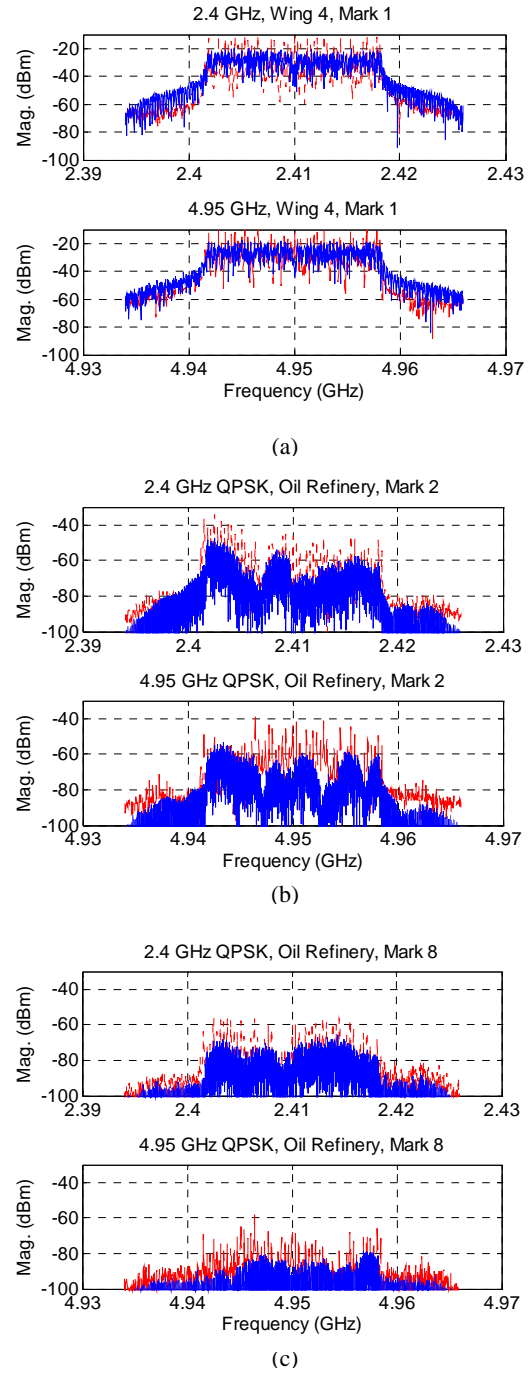 2.4 GHz, Wing 4, Mark 1
-20
-40
-60
-80
-100
Mag. (dBm)
2.39 2.4 2.41 2.42 2.43
4.95 GHz, Wing 4, Mark 1
-20
-40
-60
-80
-100
Mag. (dBm)
4.93 4.94 4.95 4.96 4.97
Frequency (GHz)
(a)
2.4 GHz QPSK, Oil Refinery, Mark 2
-40
-60
-80
-100
Mag. (dBm)
2.39 2.4 2.41 2.42 2.43
4.95 GHz QPSK, Oil Refinery, Mark 2
-40
-60
-80
-100
Mag. (dBm)
4.93 4.94 4.95 4.96 4.97
Frequency (GHz)
(b)
2.4 GHz QPSK, Oil Refinery, Mark 8
-40
-60
-80
-100
Mag. (dBm)
2.39 2.4 2.41 2.42 2.43
4.95 GHz QPSK, Oil Refinery, Mark 8
-40
-60
-80
-100
Mag. (dBm)
4.93 4.94 4.95 4.96 4.97
Frequency (GHz)
(c)